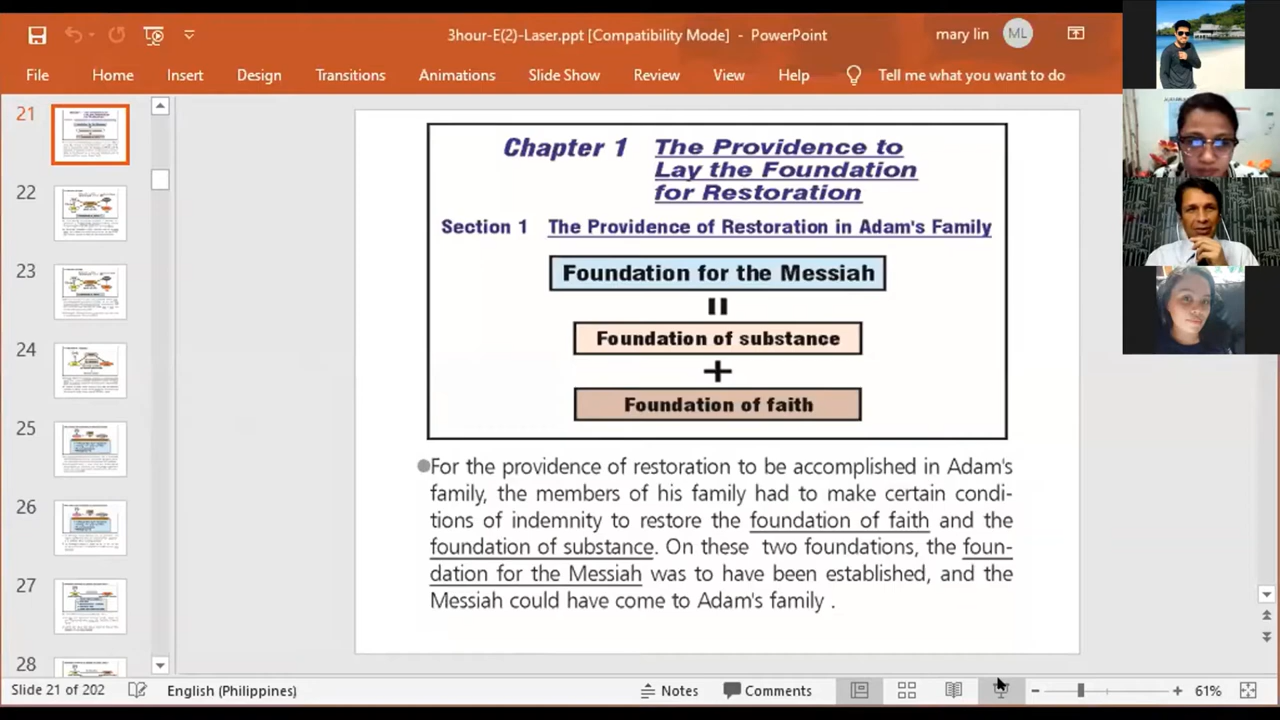 3hour-E(2)-Laser.ppt [Compatibility Mode] - PowerPoint
mary lin
ML
File Home Insert Design Transitions Animations Slide Show Review View Help Tell me what you want to do
21
22
23
24
25
26
27
28
Chapter 1 The Providence to
Lay the Foundation
for Restoration
Section 1 The Providence of Restoration in Adam's Family
Foundation for the Messiah
=
Foundation of substance
+
Foundation of faith
For the providence of restoration to be accomplished in Adam's
family, the members of his family had to make certain condi-
tions of indemnity to restore the foundation of faith and the
foundation of substance. On these two foundations, the foun-
dation for the Messiah was to have been established, and the
Messiah could have come to Adam's family .
Slide 21 of 202 English (Philippines) Notes Comments 61%